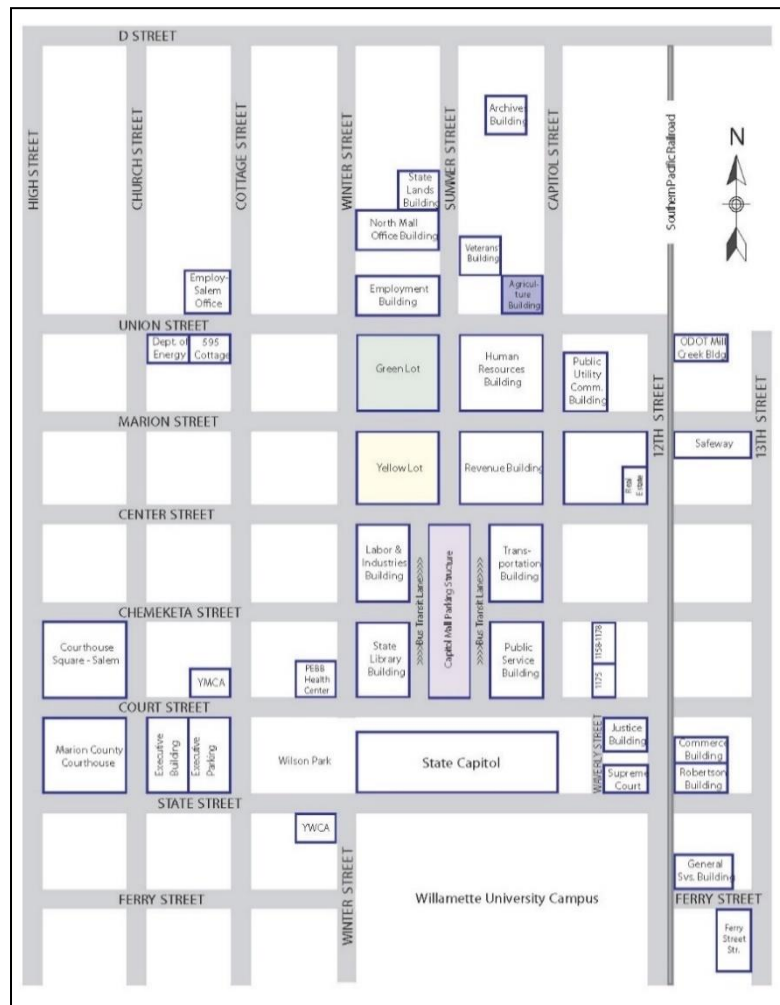 D STREET
HIGH STREET
CHURCH STREET
COTTAGE STREET
WINTER STREET
SUMMER STREET
CAPITOL STREET
Southern Pacific Railroad
N
Archives
Building
State
Lands
Building
North Mall
Office Building
Veterans
Building
Employ-
Salem
Office
Employment
Building
Agricul-
ture
Building
UNION STREET
Dept. of
Energy
595
Cottage
Green Lot
Human
Resources
Building
Public
Utility
Comm.
Building
ODOT Mill
Creek Bldg
12TH STREET
13TH STREET
MARION STREET
Yellow Lot
Revenue Building
Real
Estate
Safeway
CENTER STREET
Labor &
Industries
Building
>>>>Bus Transit Lane>>>>>
Capitol Mall Parking Structure
>>>>Bus Transit Lane>>>>>
Trans-
portation
Building
CHEMEKETA STREET
Courthouse
Square - Salem
YMCA
PEBB
Health
Center
State
Library
Building
Public
Service
Building
1158-1178
1175
COURT STREET
Marion County
Courthouse
Executive
Building
Executive
Parking
Wilson Park
State Capitol
WAVERLY STREET
Justice
Building
Supreme
Court
Commerce
Building
Robertson
Building
STATE STREET
YWCA
General
Svs. Building
FERRY STREET
WINTER STREET
Willamette University Campus
FERRY STREET
Ferry
Street
Str.